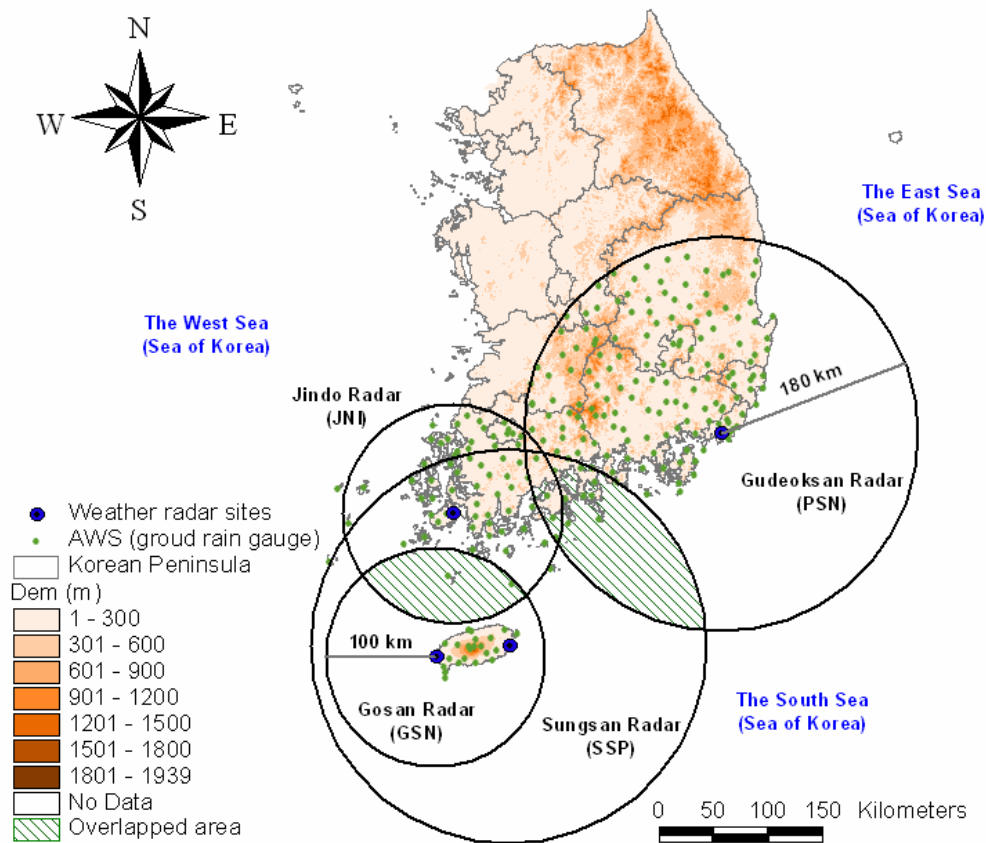 N
W E
S
The East Sea
(Sea of Korea)
The West Sea
(Sea of Korea)
180 km
Jindo Radar
(JNI)
Gudeoksan Radar
(PSN)
Weather radar sites
AWS (groud rain gauge)
Korean Peninsula
Dem (m)
1 - 300
301 - 600
601 - 900
901 - 1200
1201 - 1500
1501 - 1800
1801 - 1939
No Data
Overlapped area
100 km
Gosan Radar
(GSN)
Sungsan Radar
(SSP)
The South Sea
(Sea of Korea)
0 50 100 150 Kilometers